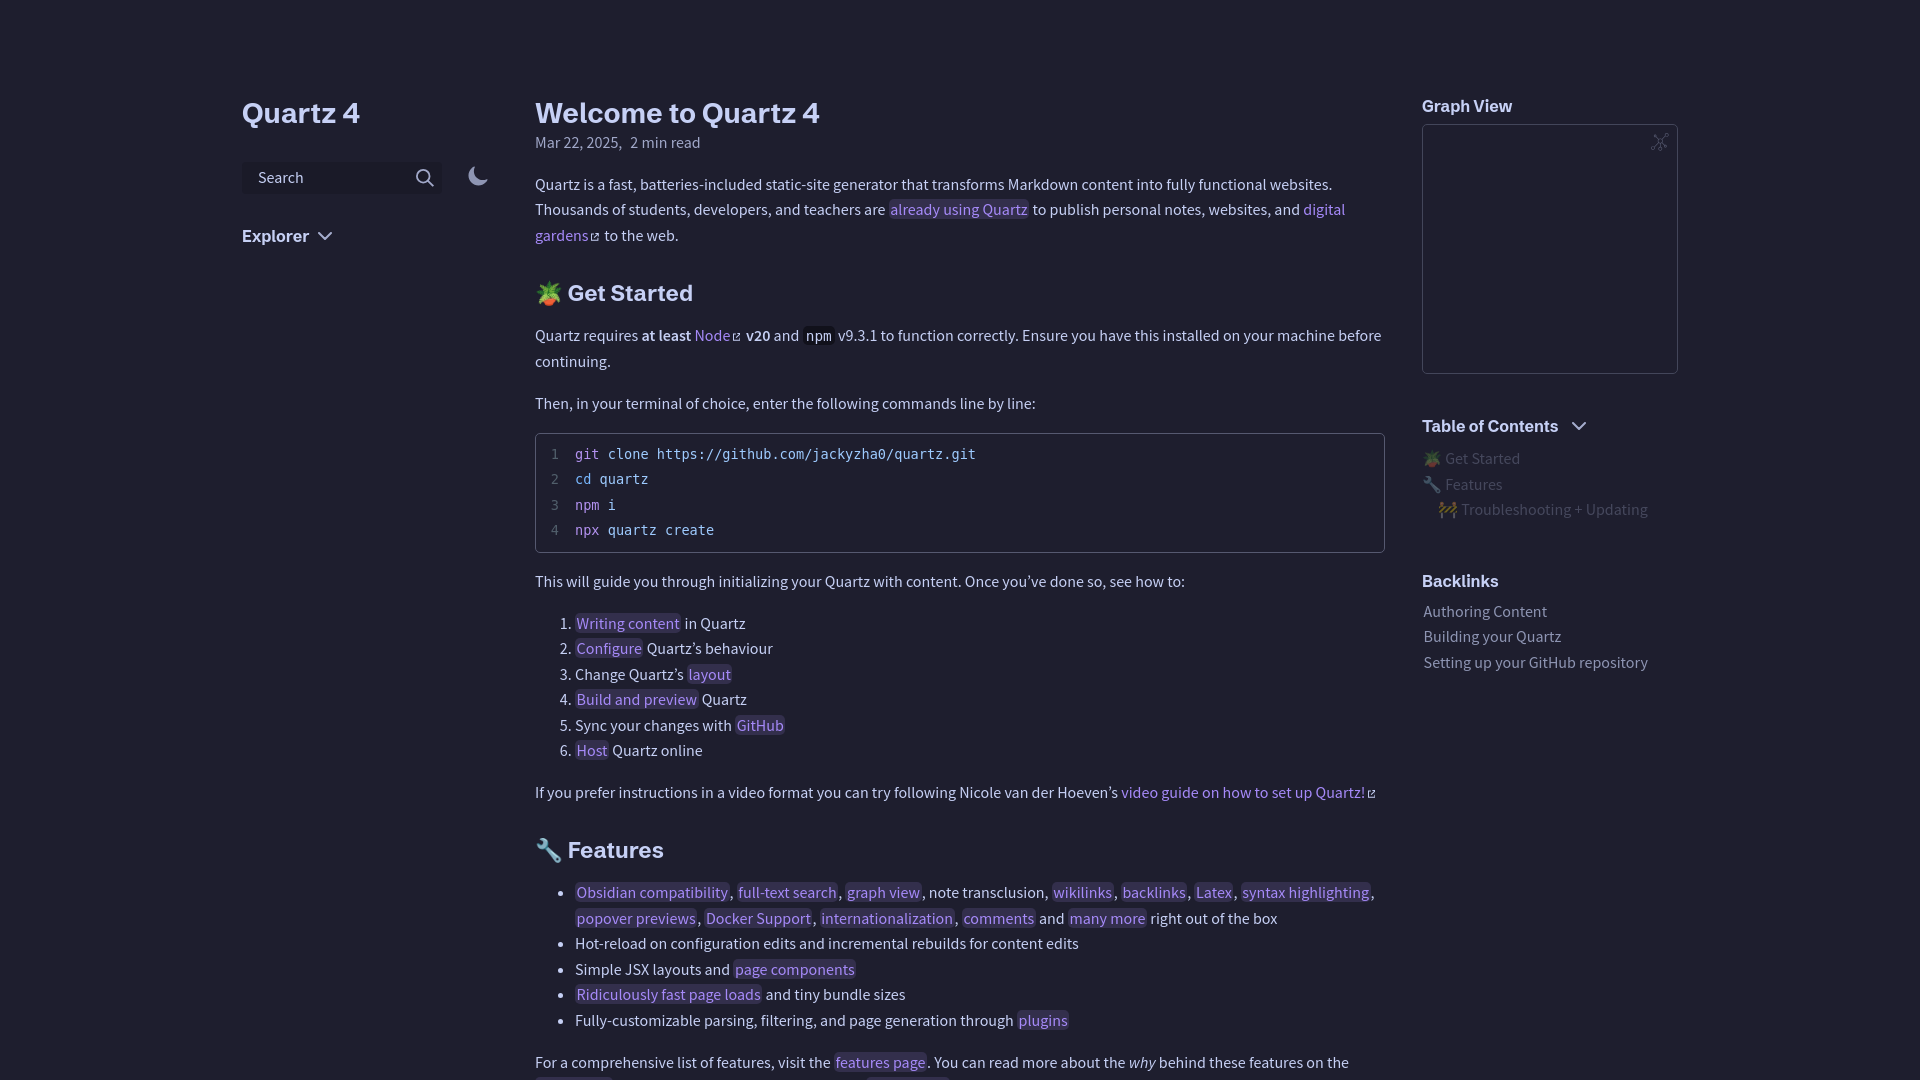 Quartz 4
Search
Explorer
Welcome to Quartz 4
Mar 22, 2025, 2 min read
Quartz is a fast, batteries-included static-site generator that transforms Markdown content into fully functional websites.
Thousands of students, developers, and teachers are already using Quartz to publish personal notes, websites, and digital
gardens to the web.
🪴 Get Started
Quartz requires at least Node v20 and npm v9.3.1 to function correctly. Ensure you have this installed on your machine before
continuing.
Then, in your terminal of choice, enter the following commands line by line:
1 git clone https://github.com/jackyzha0/quartz.git
2 cd quartz
3 npm i
4 npx quartz create
This will guide you through initializing your Quartz with content. Once you’ve done so, see how to:
1. Writing content in Quartz
2. Configure Quartz’s behaviour
3. Change Quartz’s layout
4. Build and preview Quartz
5. Sync your changes with GitHub
6. Host Quartz online
If you prefer instructions in a video format you can try following Nicole van der Hoeven’s video guide on how to set up Quartz!
🔧 Features
• Obsidian compatibility, full-text search, graph view, note transclusion, wikilinks, backlinks, Latex, syntax highlighting,
popover previews, Docker Support, internationalization, comments and many more right out of the box
• Hot-reload on configuration edits and incremental rebuilds for content edits
• Simple JSX layouts and page components
• Ridiculously fast page loads and tiny bundle sizes
• Fully-customizable parsing, filtering, and page generation through plugins
For a comprehensive list of features, visit the features page. You can read more about the why behind these features on the
Graph View
Table of Contents
🪴 Get Started
🔧 Features
🚧 Troubleshooting + Updating
Backlinks
Authoring Content
Building your Quartz
Setting up your GitHub repository